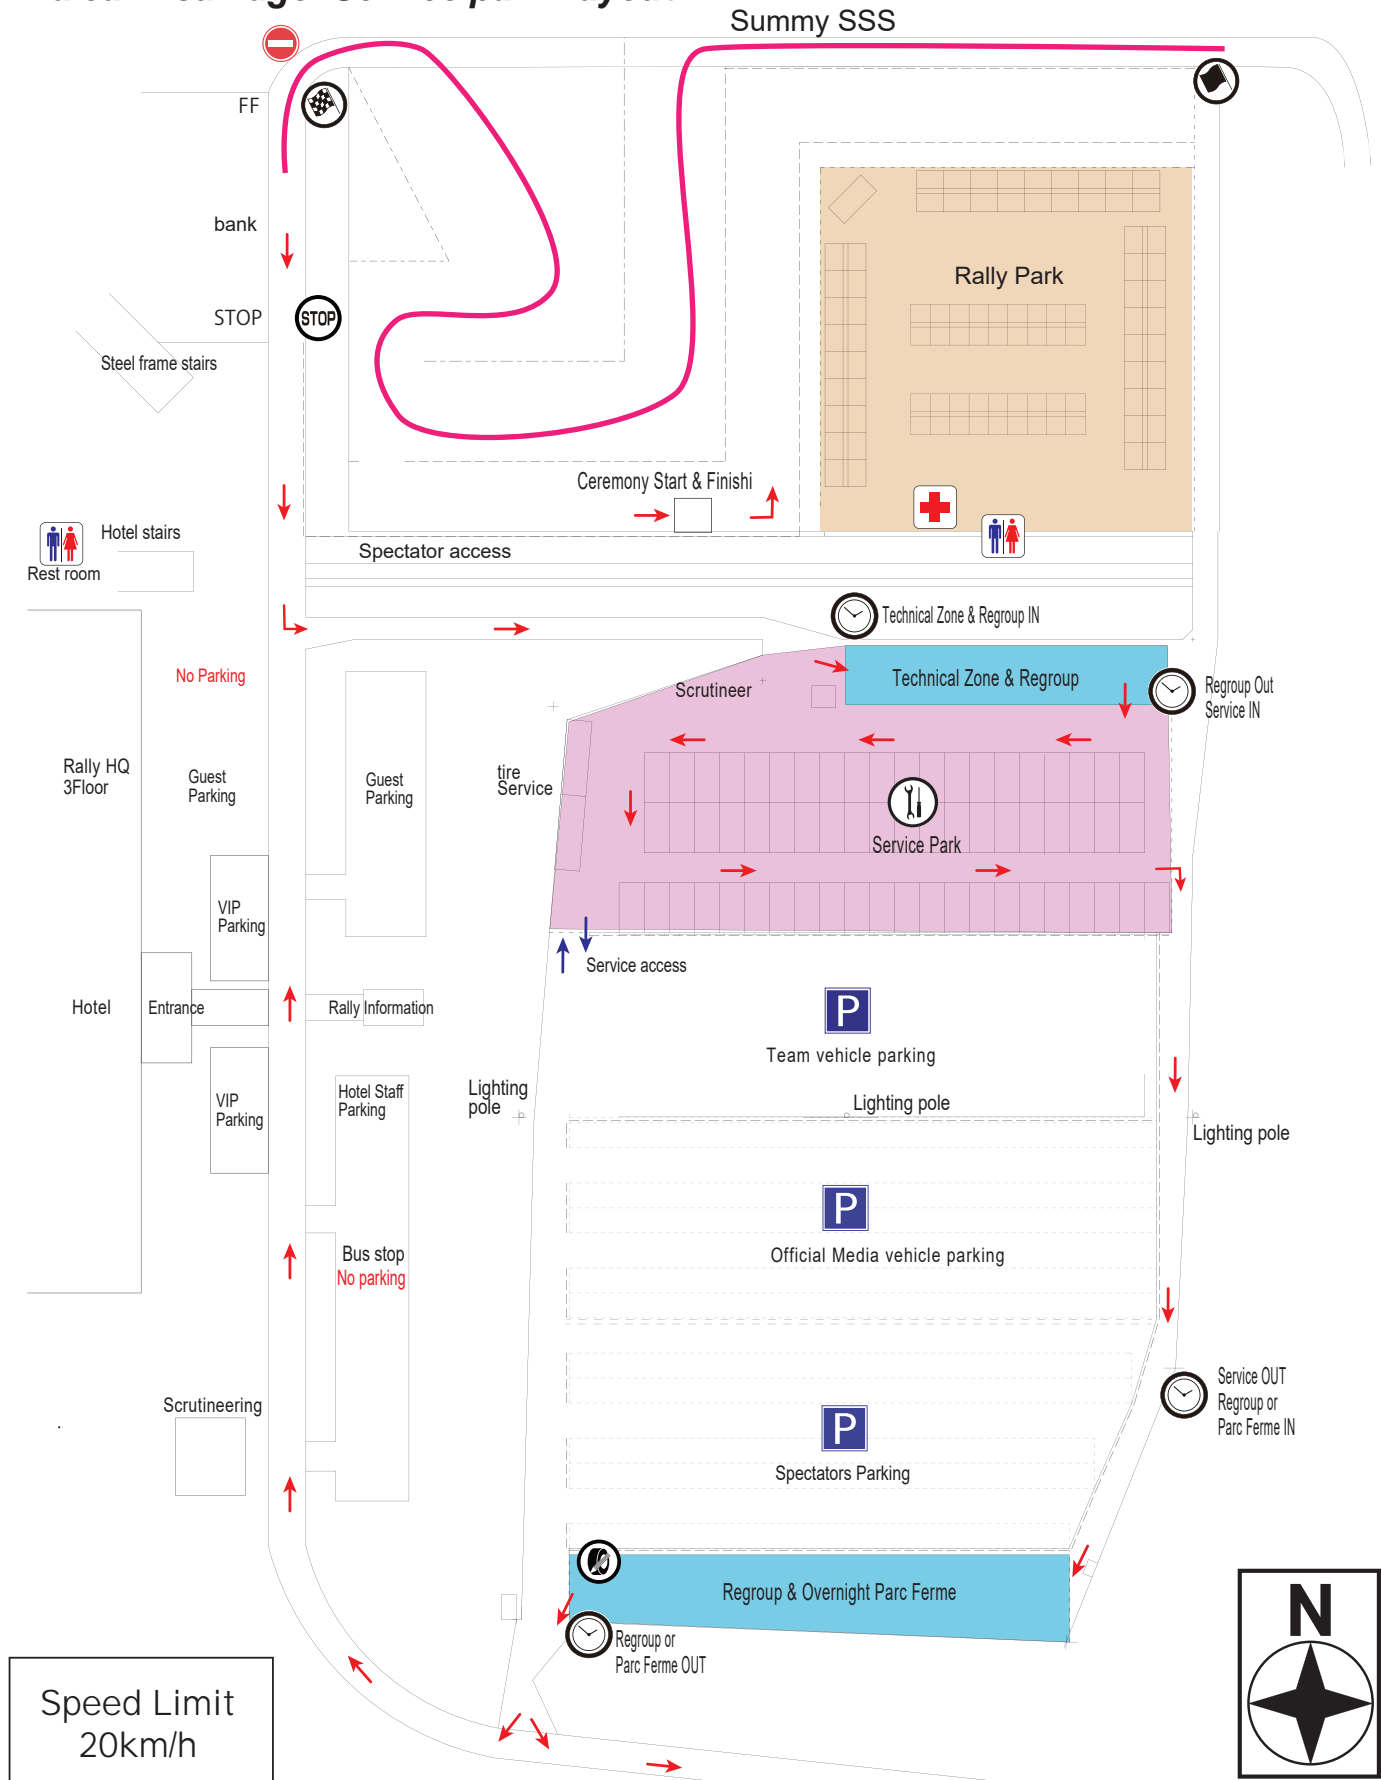 Summy SSS
FF
bank
STOP
STOP
Steel frame stairs
Rally Park
Ceremony Start & Finishi
Hotel stairs
Rest room
Spectator access
Technical Zone & Regroup IN
No Parking
Scrutineer
Technical Zone & Regroup
Regroup Out
Service IN
Rally HQ
3Floor
Guest
Parking
Guest
Parking
tire
Service
Service Park
VIP
Parking
Service access
Hotel
Entrance
Rally Information
P
Team vehicle parking
VIP
Parking
Hotel Staff
Parking
Lighting
pole
Lighting pole
Lighting pole
P
Official Media vehicle parking
Bus stop
No parking
Scrutineering
Service OUT
Regroup or
Parc Ferme IN
P
Spectators Parking
Regroup & Overnight Parc Ferme
Regroup or
Parc Ferme OUT
N
Speed Limit
20km/h